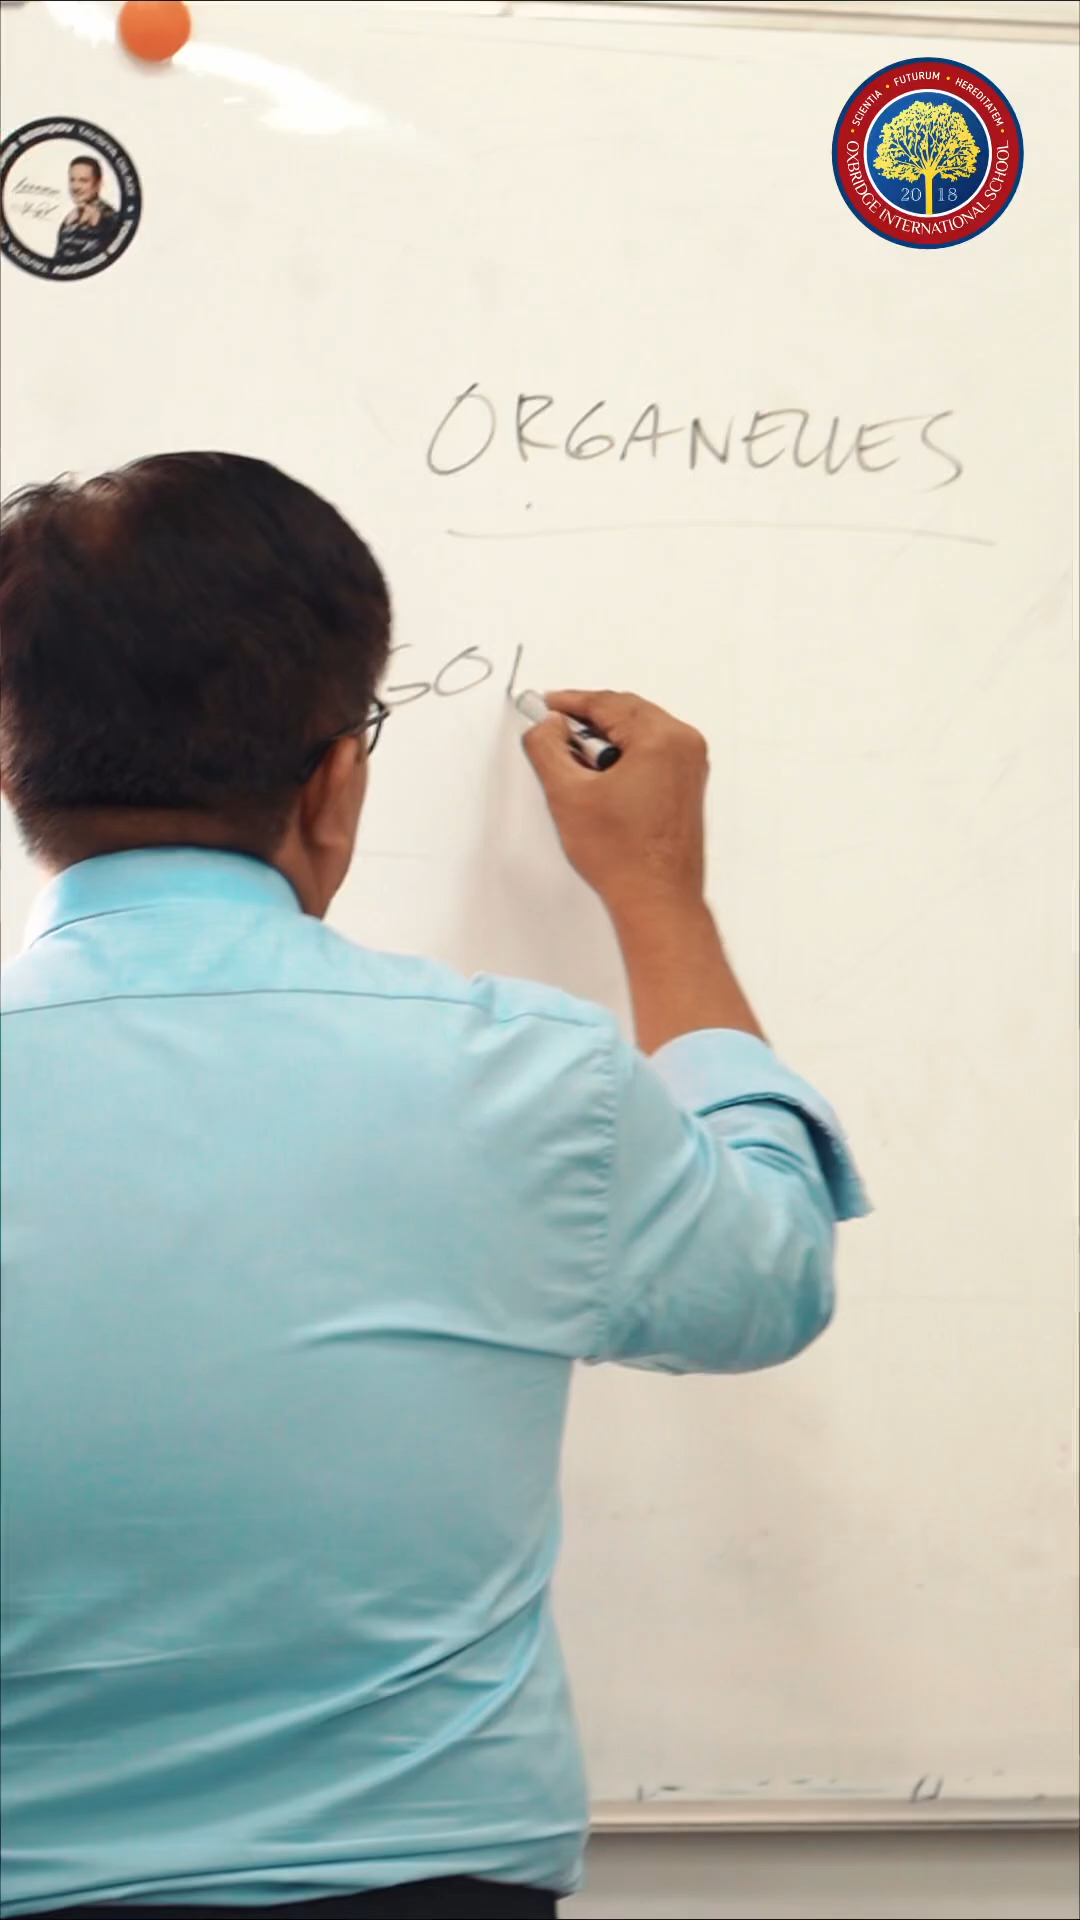 SCIENTIA • FUTURUM • HEREDITATEM
20 18
OXBRIDGE INTERNATIONAL SCHOOL
ORGANELLES
GOL